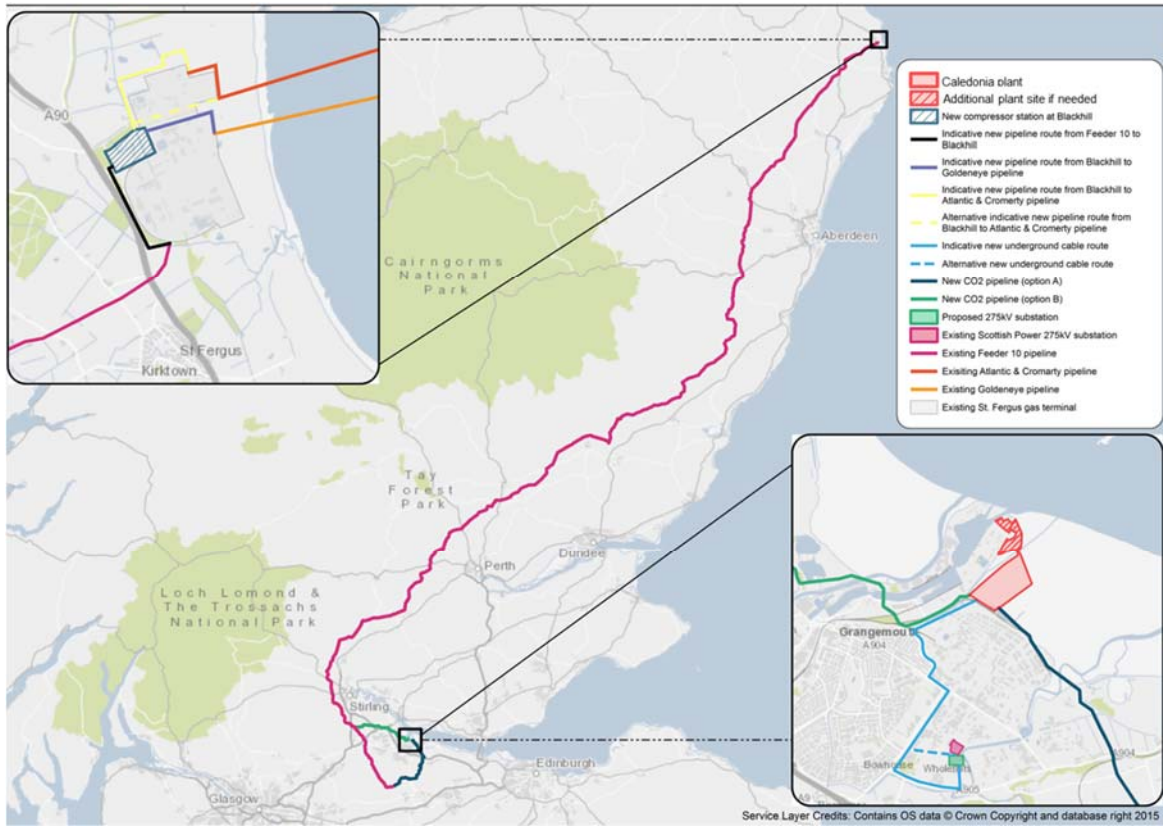 A90
St Fergus
Kirktown
Cairngorms
National
Park
Aberdeen
Tay
Forest
Park
Dundee
Perth
Loch Lomond &
The Trossachs
National Park
Stirling
Edinburgh
Glasgow
Caledonia plant
Additional plant site if needed
New compressor station at Blackhill
Indicative new pipeline route from Feeder 10 to
Blackhill
Indicative new pipeline route from Blackhill to
Goldeneye pipeline
Indicative new pipeline route from Blackhill to
Atlantic & Cromerty pipeline
Alternative indicative new pipeline route from
Blackhill to Atlantic & Cromerty pipeline
Indicative new underground cable route
Alternative new underground cable route
New CO2 pipeline (option A)
New CO2 pipeline (option B)
Proposed 275kV substation
Existing Scottish Power 275kV substation
Existing Feeder 10 pipeline
Exisiting Atlantic & Cromarty pipeline
Existing Goldeneye pipeline
Existing St. Fergus gas terminal
Grangemouth
A904
A904
A905
A9
Service Layer Credits: Contains OS data © Crown Copyright and database right 2015